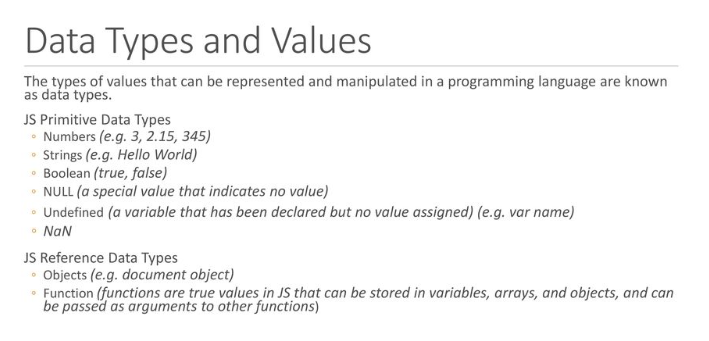 Data Types and Values
The types of values that can be represented and manipulated in a programming language are known
as data types.
JS Primitive Data Types
◦ Numbers (e.g. 3, 2.15, 345)
◦ Strings (e.g. Hello World)
◦ Boolean (true, false)
◦ NULL (a special value that indicates no value)
◦ Undefined (a variable that has been declared but no value assigned) (e.g. var name)
◦ NaN
JS Reference Data Types
◦ Objects (e.g. document object)
◦ Function (functions are true values in JS that can be stored in variables, arrays, and objects, and can
be passed as arguments to other functions)